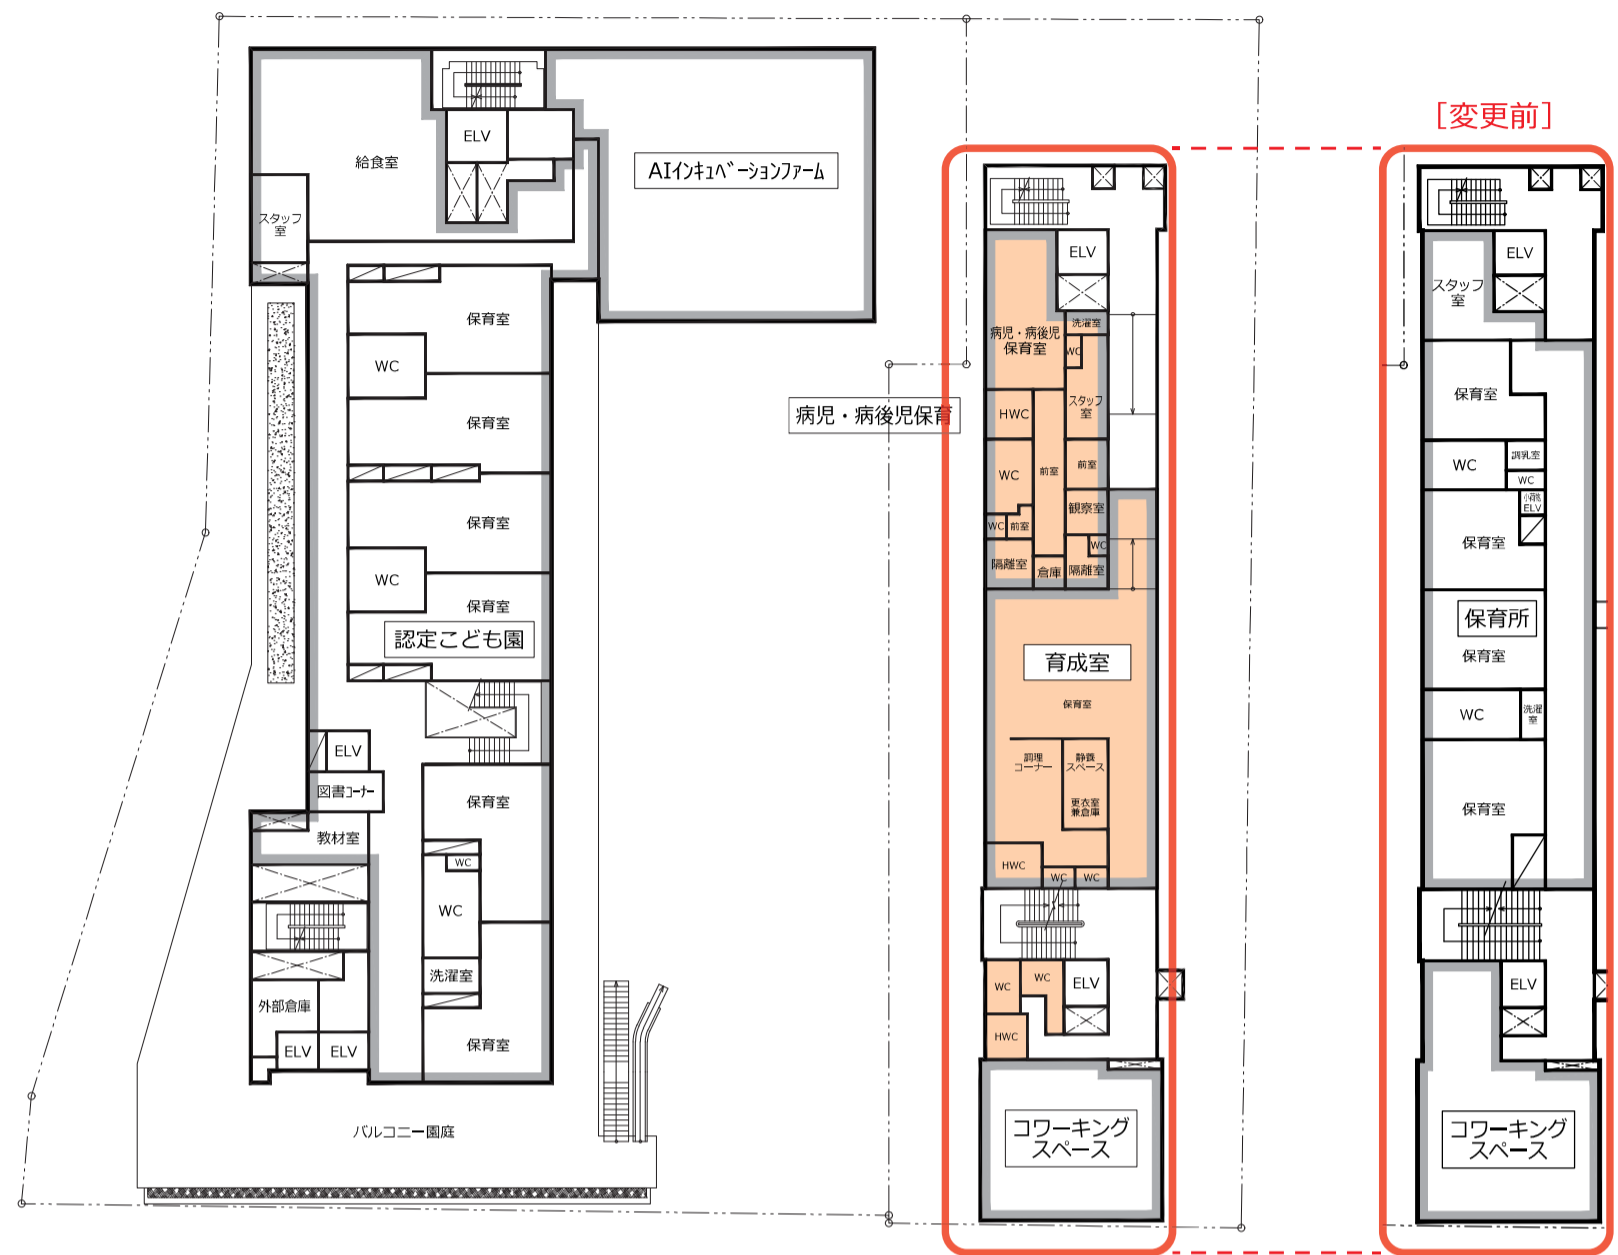 給食室
ELV
スタッフ
室
AIインキュベーションファーム
保育室
WC
保育室
保育室
WC
保育室
認定こども園
ELV
図書コーナー
教材室
保育室
WC
WC
洗濯室
外部倉庫
ELV
ELV
保育室
バルコニー園庭
病児・病後児保育
ELV
病児・病後児
保育室
洗濯室
WC
スタッフ
室
HWC
WC
前室
前室
観察室
WC
前室
WC
隔離室
倉庫
隔離室
育成室
保育室
調理
コーナー
静養
スペース
更衣室
兼倉庫
HWC
WC
WC
WC
WC
ELV
HWC
コワーキング
スペース
［変更前］
ELV
スタッフ
室
保育室
WC
調乳室
WC
小荷物
ELV
保育室
保育所
保育室
WC
洗濯
室
保育室
ELV
コワーキング
スペース